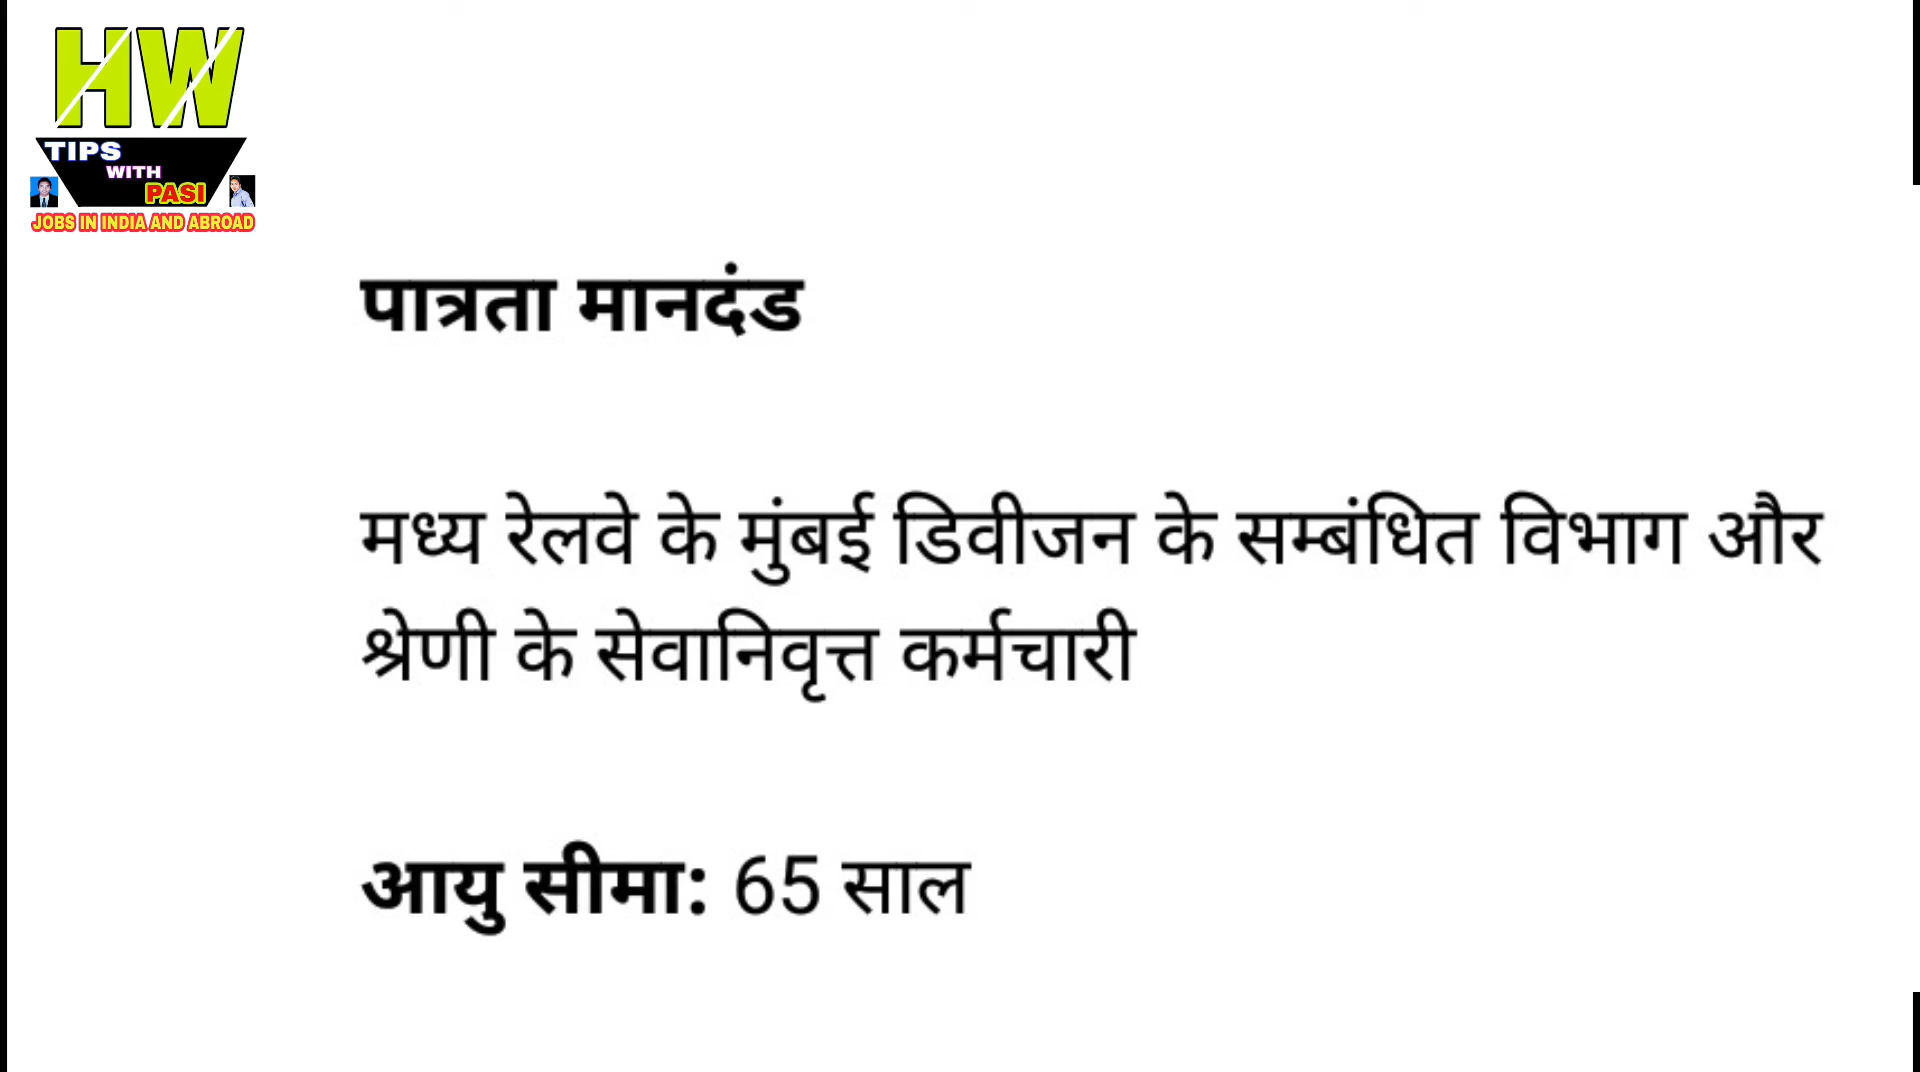 HW
TIPS
WITH
PASI
JOBS IN INDIA AND ABROAD
पात्रता मानदंड
मध्य रेलवे के मुंबई डिवीजन के सम्बंधित विभाग और
श्रेणी के सेवानिवृत्त कर्मचारी
आयु सीमा: 65 साल